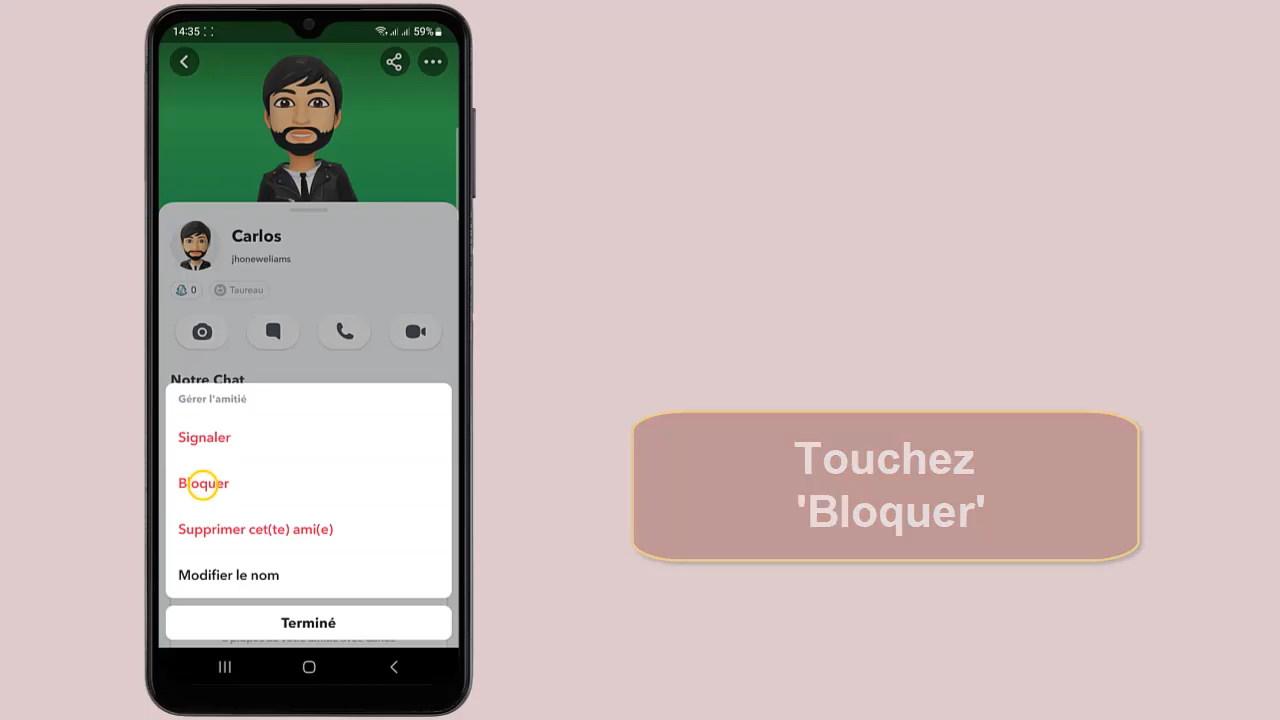 14:35
59%
Carlos
jhoneweliams
0
Taureau
Notre Chat
Gérer l'amitié
Signaler
Bloquer
Supprimer cet(te) ami(e)
Modifier le nom
Terminé
Touchez
'Bloquer'